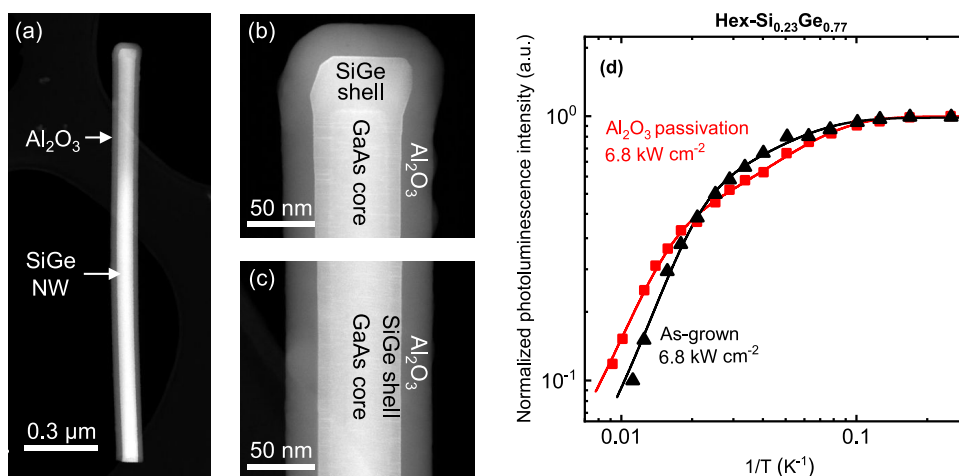 (a)
Al₂O₃
SiGe
NW
0.3 µm
(b)
SiGe
shell
GaAs core
Al₂O₃
50 nm
(c)
GaAs core
SiGe shell
Al₂O₃
50 nm
Hex-Si₀.₂₃Ge₀.₇₇
(d)
Normalized photoluminescence intensity (a.u.)
10⁰
10⁻¹
Al₂O₃ passivation
6.8 kW cm⁻²
As-grown
6.8 kW cm⁻²
0.01
0.1
1/T (K⁻¹)